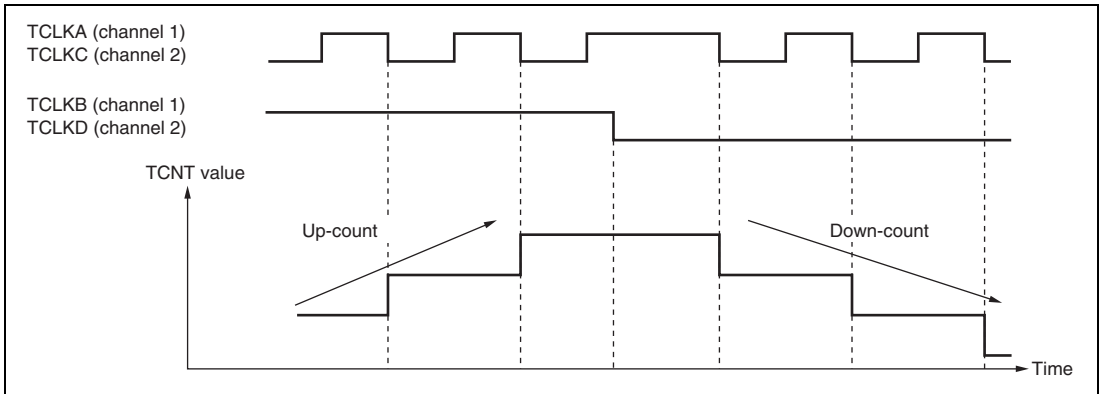 TCLKA (channel 1)
TCLKC (channel 2)
TCLKB (channel 1)
TCLKD (channel 2)
TCNT value
Up-count
Down-count
Time